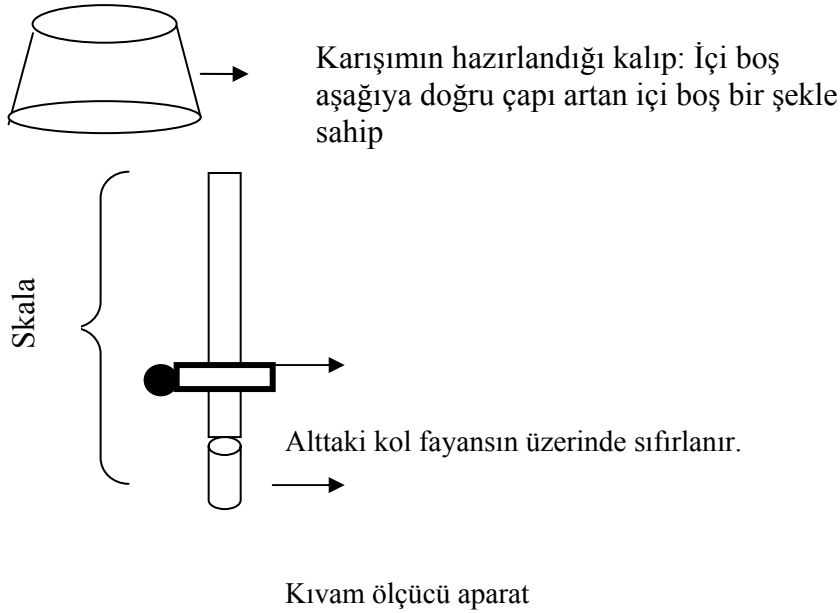 Karışımın hazırlandığı kalıp: İçi boş
aşağıya doğru çapı artan içi boş bir şekle
sahip
Skala
Alttaki kol fayansın üzerinde sıfırlanır.
Kıvam ölçücü aparat